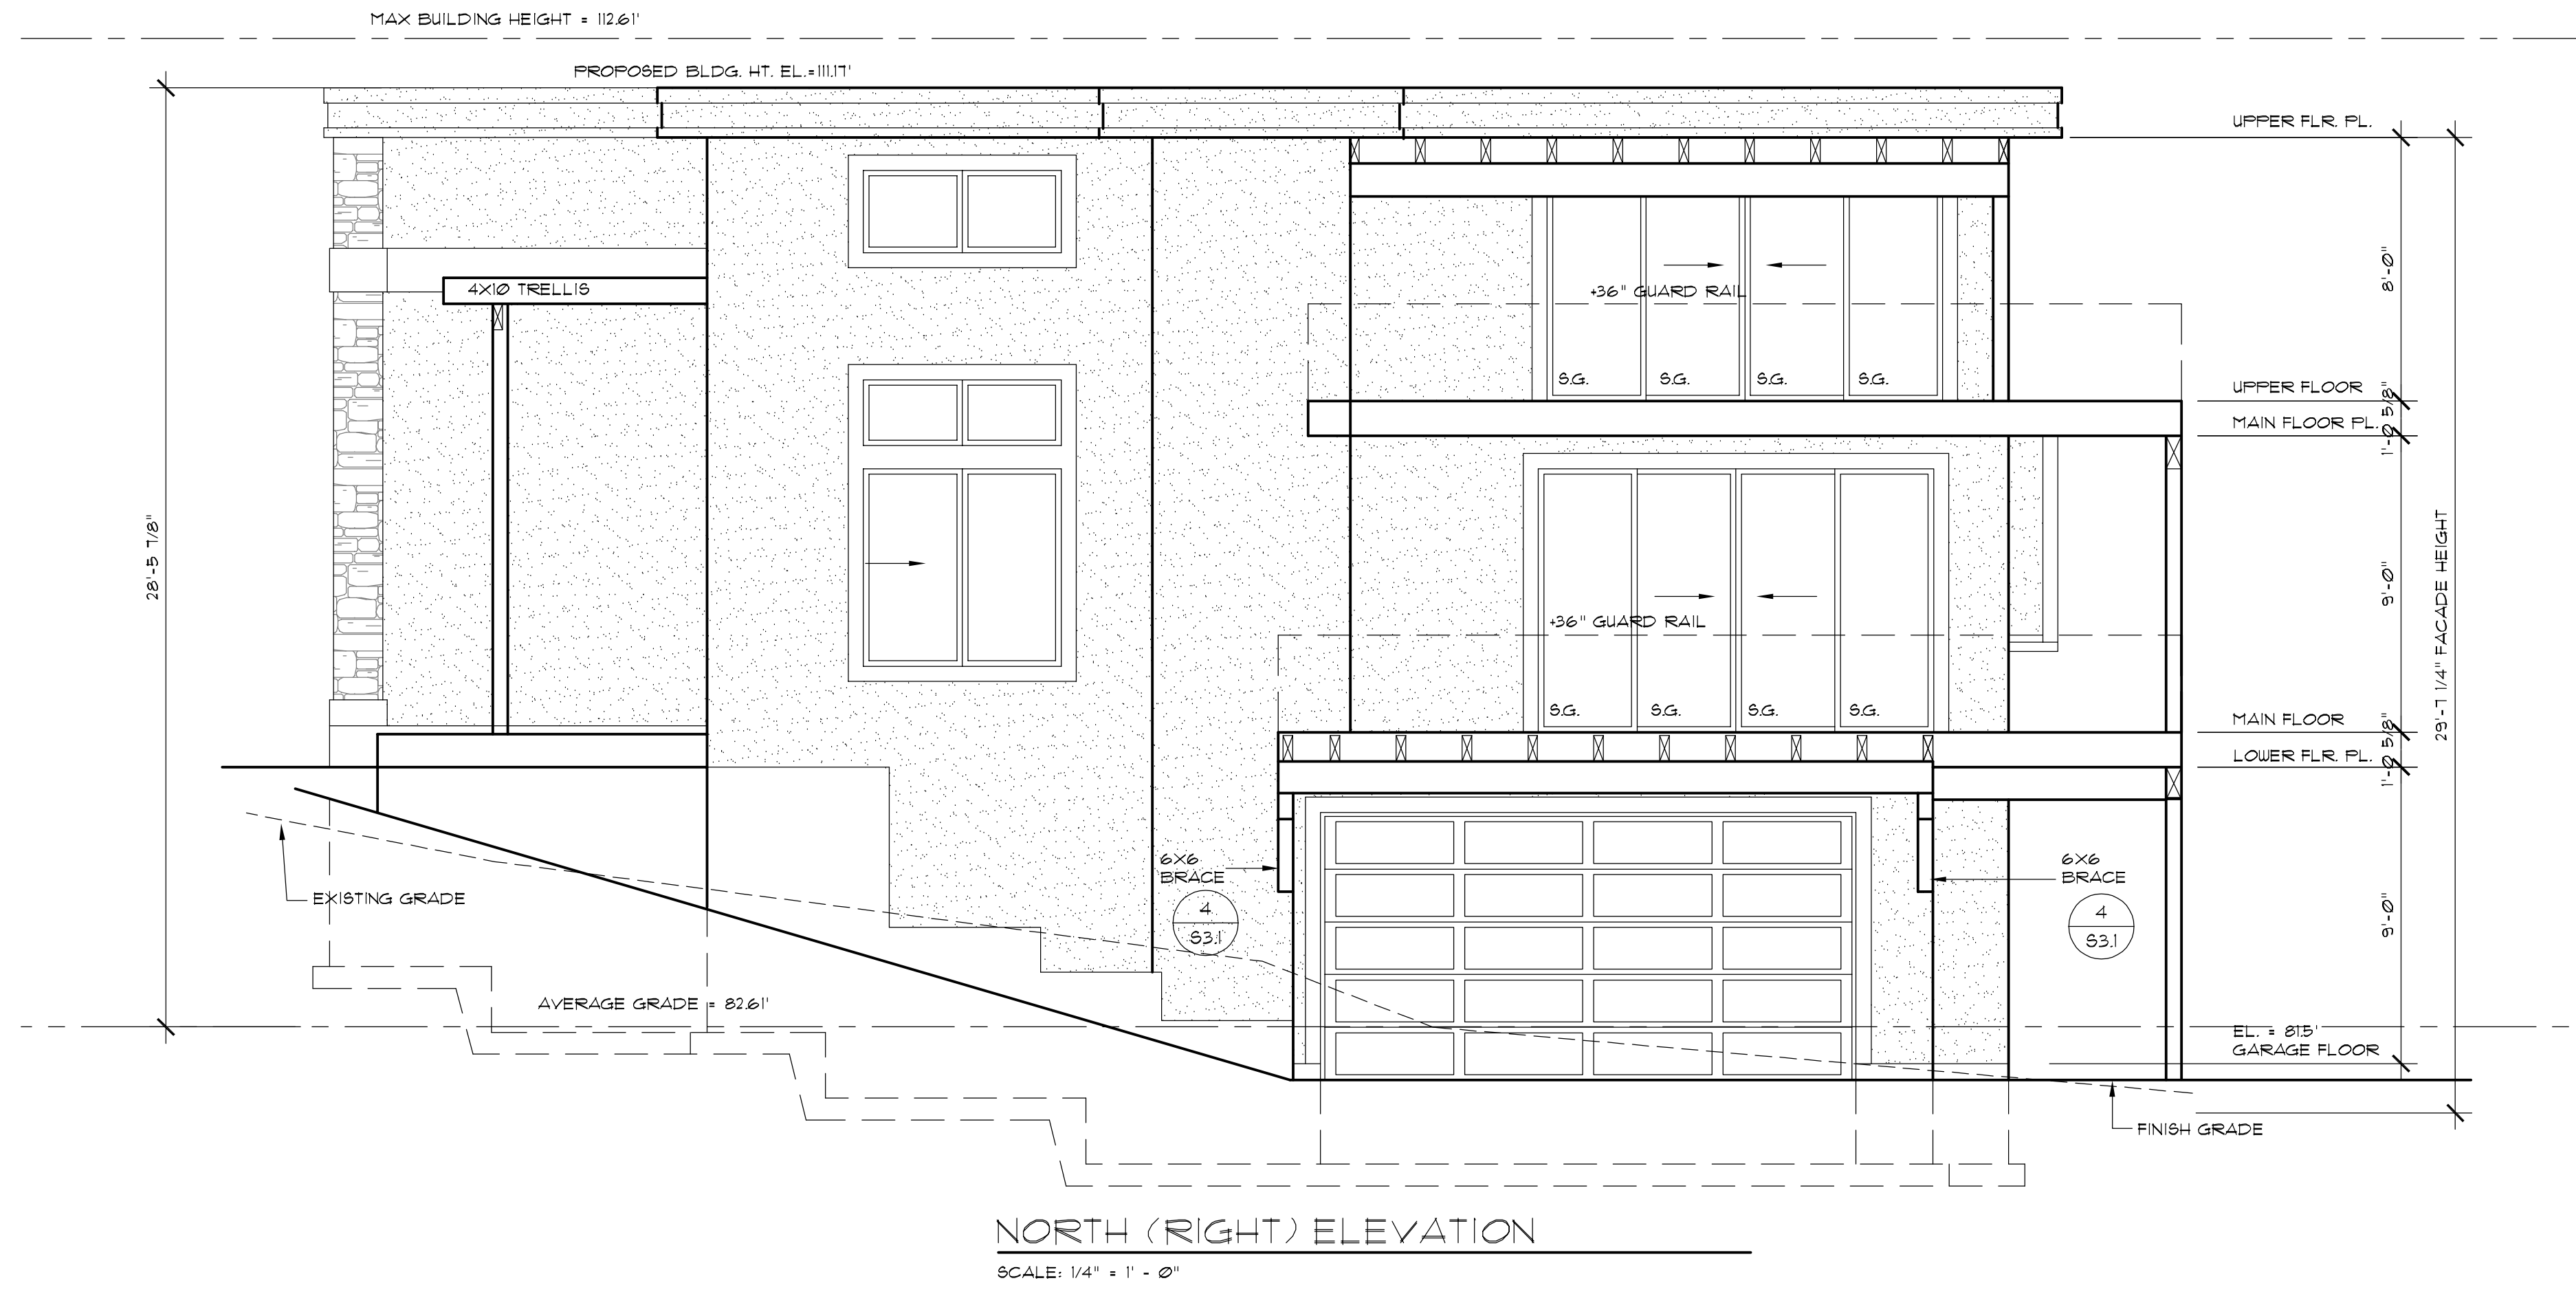 MAX BUILDING HEIGHT = 112.61'
PROPOSED BLDG. HT. EL.=111.17'
UPPER FLR. PL.
4X10 TRELLIS
+36" GUARD RAIL
8'-0"
S.G. S.G. S.G. S.G.
UPPER FLOOR
1'-0 5/8"
MAIN FLOOR PL.
28'-5 7/8"
9'-0"
29'-7 1/4" FACADE HEIGHT
+36" GUARD RAIL
S.G. S.G. S.G. S.G.
MAIN FLOOR
1'-0 5/8"
LOWER FLR. PL.
6X6
BRACE
6X6
BRACE
EXISTING GRADE
4
S3.1
4
S3.1
9'-0"
AVERAGE GRADE = 82.61'
EL. = 81.5'
GARAGE FLOOR
FINISH GRADE
NORTH (RIGHT) ELEVATION
SCALE: 1/4" = 1' - 0"